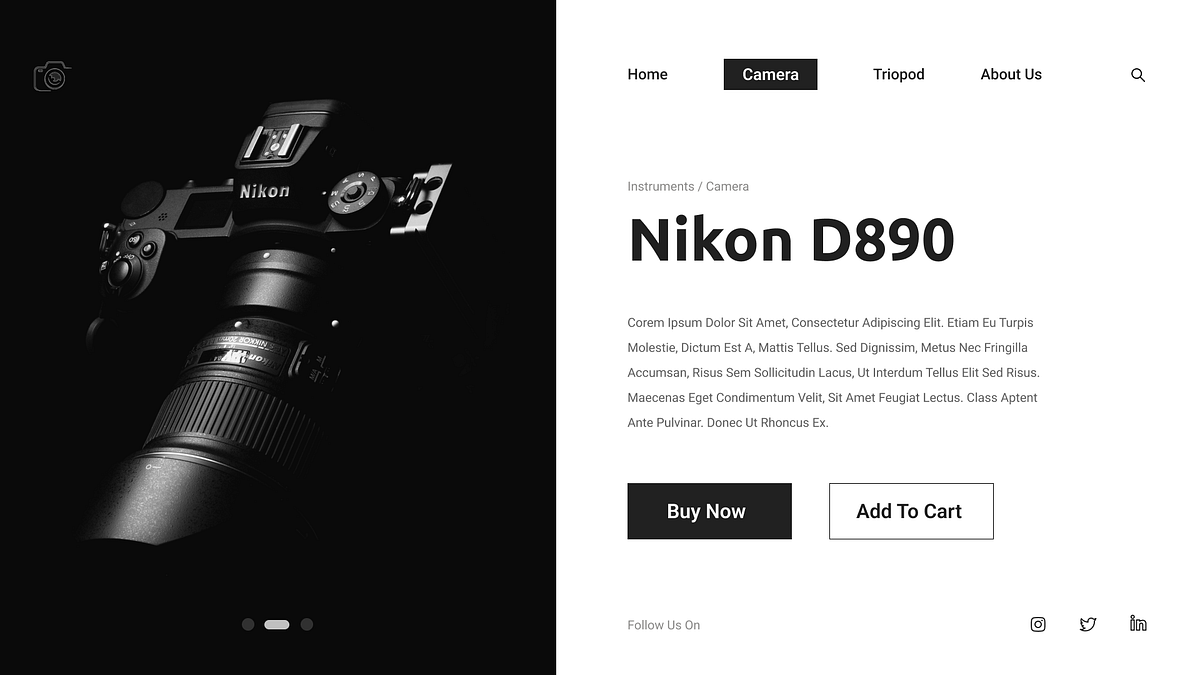 Home
Camera
Triopod
About Us
Nikon
Instruments / Camera
Nikon D890
Corem Ipsum Dolor Sit Amet, Consectetur Adipiscing Elit. Etiam Eu Turpis
Molestie, Dictum Est A, Mattis Tellus. Sed Dignissim, Metus Nec Fringilla
Accumsan, Risus Sem Sollicitudin Lacus, Ut Interdum Tellus Elit Sed Risus.
Maecenas Eget Condimentum Velit, Sit Amet Feugiat Lectus. Class Aptent
Ante Pulvinar. Donec Ut Rhoncus Ex.
Buy Now
Add To Cart
Follow Us On